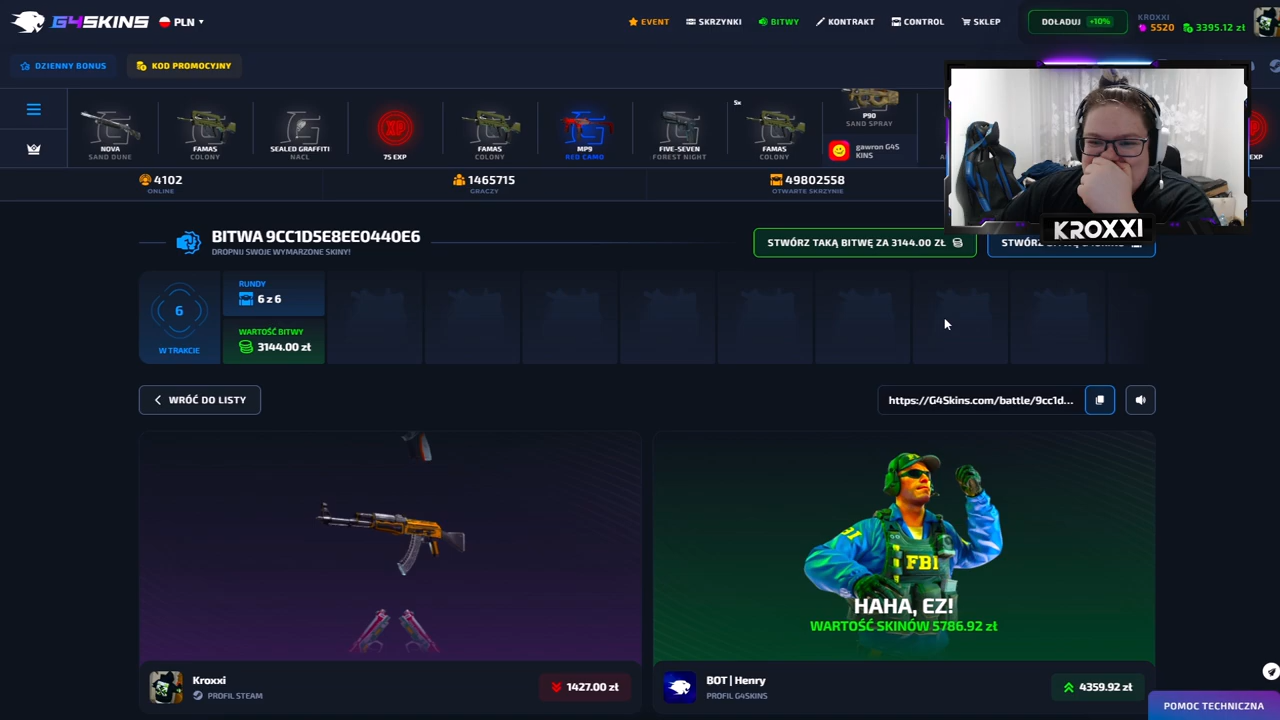 G4SKINS
PLN
EVENT
SKRZYNKI
BITWY
KONTRAKT
CONTROL
SKLEP
DOŁADUJ +10%
KROXXI
5520
3395.12 zł
DZIENNY BONUS
KOD PROMOCYJNY
NOVA
SAND DUNE
FAMAS
COLONY
SEALED GRAFFITI
NACL
75 EXP
FAMAS
COLONY
MP9
RED CAMO
FIVE-SEVEN
FOREST NIGHT
5x
FAMAS
COLONY
P90
SAND SPRAY
gawron G4S
KINS
EXP
4102
ONLINE
1465715
GRACZY
49802558
OTWARTE SKRZYNIE
KROXXI
BITWA 9CC1D5E8EE0440E6
DROPNIJ SWOJE WYMARZONE SKINY!
STWÓRZ TAKĄ BITWĘ ZA 3144.00 ZŁ
6
W TRAKCIE
RUNDY
6 z 6
WARTOŚĆ BITWY
3144.00 zł
WRÓĆ DO LISTY
https://G4Skins.com/battle/9cc1d...
FBI
HAHA, EZ!
WARTOŚĆ SKINÓW 5786.92 zł
Kroxxi
PROFIL STEAM
1427.00 zł
BOT | Henry
PROFIL G4SKINS
4359.92 zł
POMOC TECHNICZNA